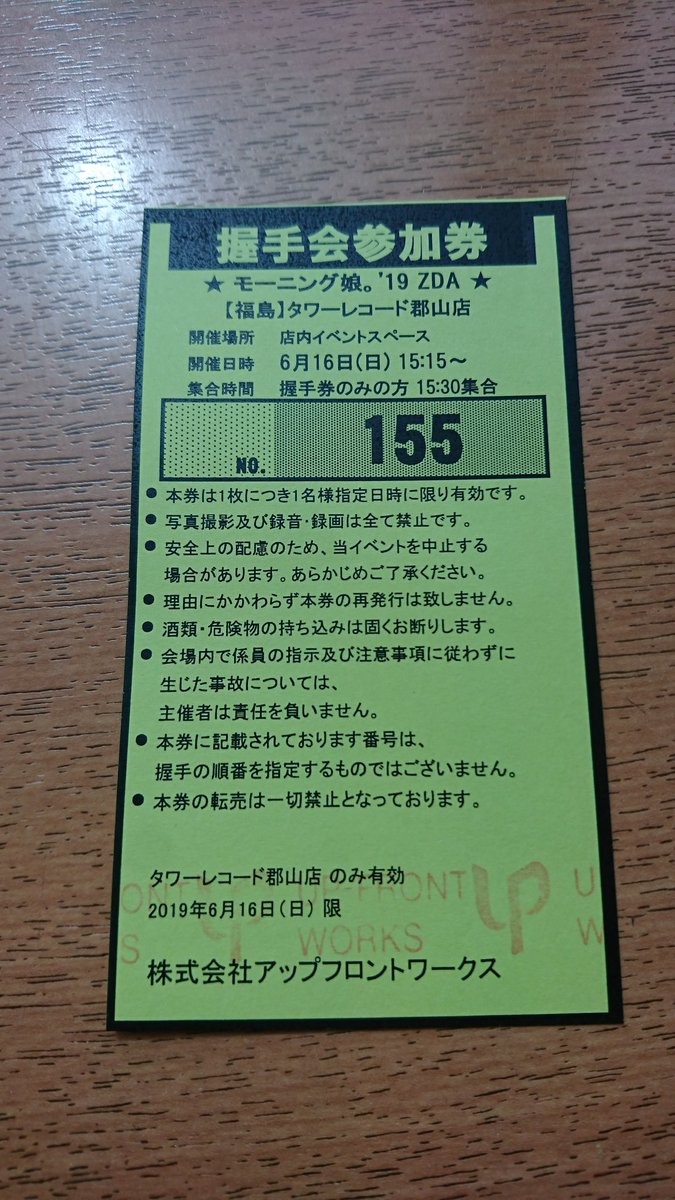 握手会参加券
★ モーニング娘。'19 ZDA ★
【福島】タワーレコード郡山店
開催場所 店内イベントスペース
開催日時 6月16日(日) 15:15~
集合時間 握手券のみの方 15:30集合
NO. 155
● 本券は1枚につき1名様指定日時に限り有効です。
● 写真撮影及び録音・録画は全て禁止です。
● 安全上の配慮のため、当イベントを中止する
場合があります。あらかじめご了承ください。
● 理由にかかわらず本券の再発行は致しません。
● 酒類・危険物の持ち込みは固くお断りします。
● 会場内で係員の指示及び注意事項に従わずに
生じた事故については、
主催者は責任を負いません。
● 本券に記載されております番号は、
握手の順番を指定するものではございません。
● 本券の転売は一切禁止となっております。
タワーレコード郡山店 のみ有効
2019年6月16日(日) 限
UP-FRONT
WORKS
株式会社アップフロントワークス